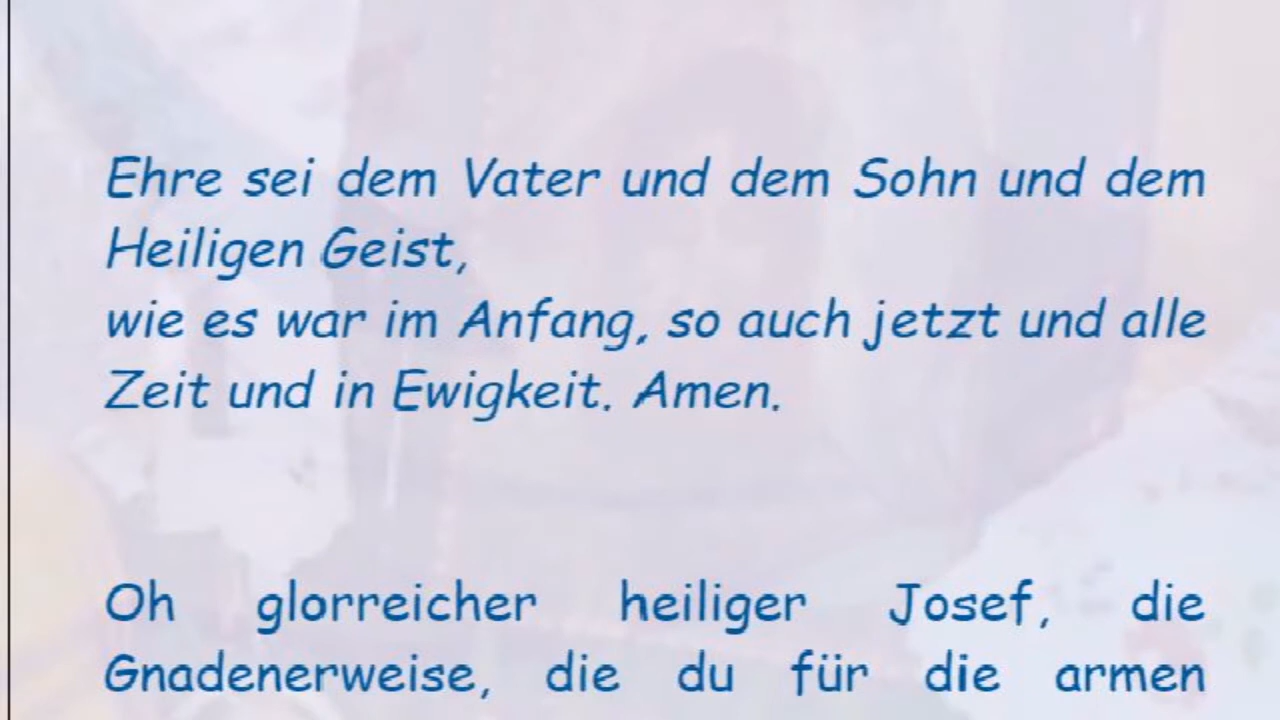 Ehre sei dem Vater und dem Sohn und dem
Heiligen Geist,
wie es war im Anfang, so auch jetzt und alle
Zeit und in Ewigkeit. Amen.
Oh glorreicher heiliger Josef, die
Gnadenerweise, die du für die armen